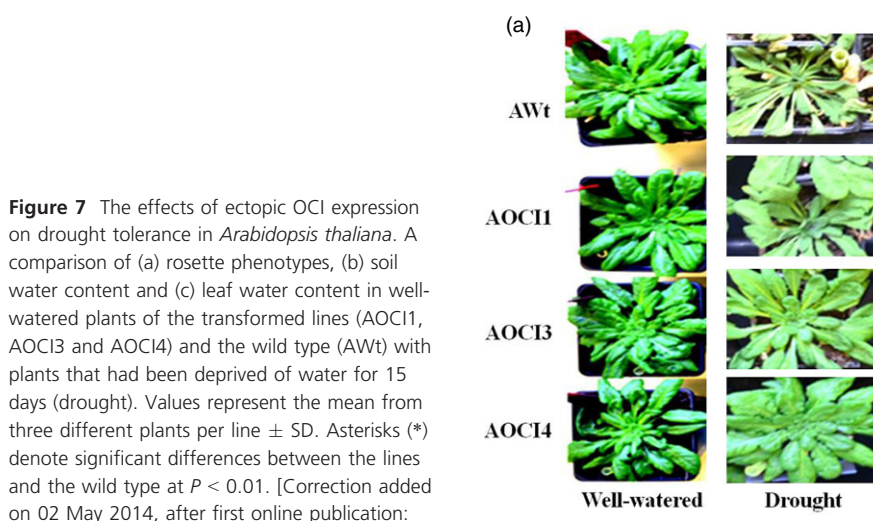 Figure 7 The effects of ectopic OCI expression
on drought tolerance in Arabidopsis thaliana. A
comparison of (a) rosette phenotypes, (b) soil
water content and (c) leaf water content in well-
watered plants of the transformed lines (AOCI1,
AOCI3 and AOCI4) and the wild type (AWt) with
plants that had been deprived of water for 15
days (drought). Values represent the mean from
three different plants per line ± SD. Asterisks (*)
denote significant differences between the lines
and the wild type at P < 0.01. [Correction added
on 02 May 2014, after first online publication:
(a)
AWt
AOCI1
AOCI3
AOCI4
Well-watered Drought